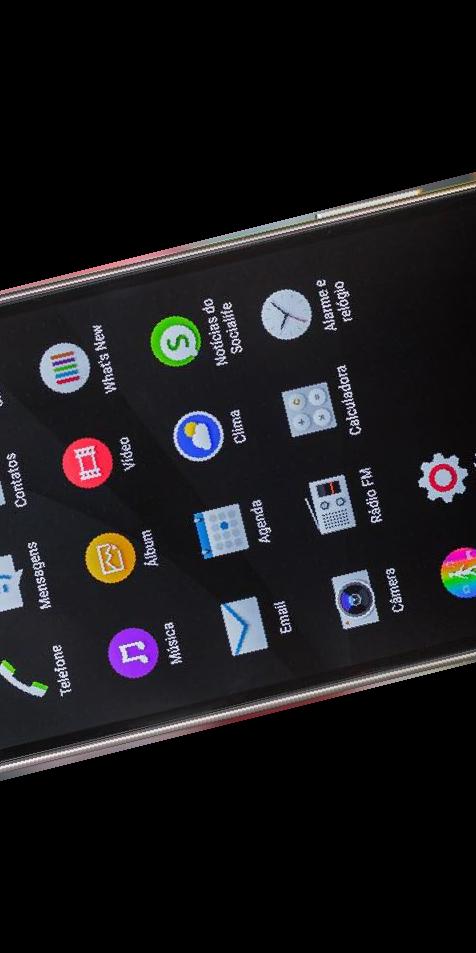 Telefone
Mensagens
Contatos
Música
Álbum
Vídeo
What's New
Email
Agenda
Clima
Notícias do
Socialife
Câmera
Rádio FM
Calculadora
Alarme e
relógio